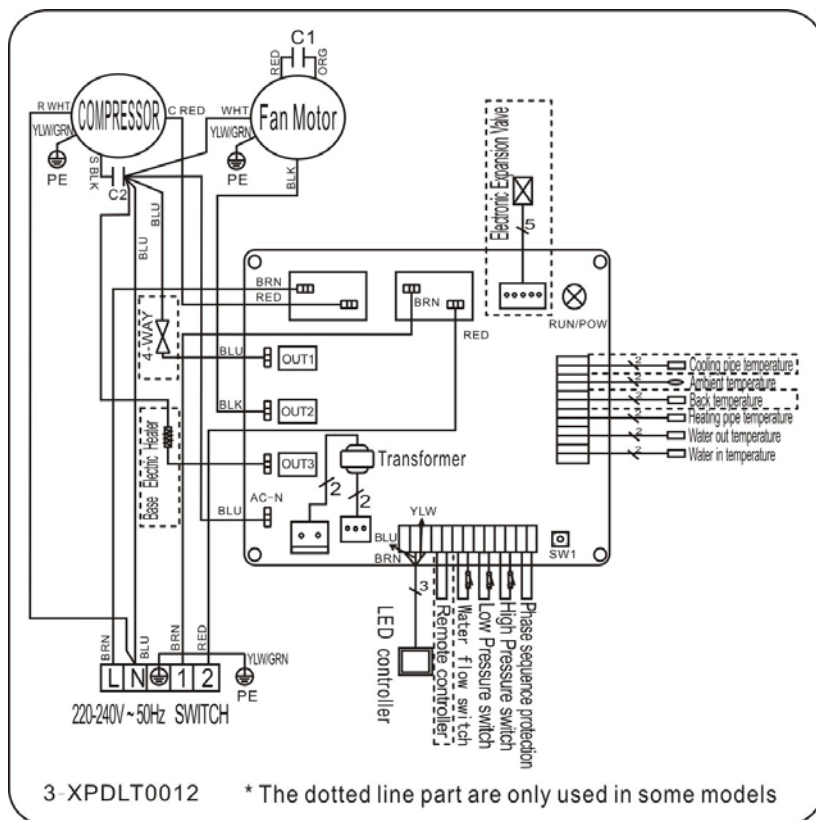 C1
RED
ORG
R WHT
COMPRESSOR
C RED
WHT
Fan Motor
YLW/GRN
YLW/GRN
PE
S BLK
C2
PE
BLK
BLU
BLU
Electronic Expansion Valve
5
BRN
RED
BRN
RED
RUN/POW
4-WAY
BLU
OUT1
BLK
OUT2
Base Electric Heater
OUT3
Transformer
2
2
AC-N
BLU
2
Cooling pipe temperature
2
Ambient temperature
2
Back temperature
2
Heating pipe temperature
2
Water out temperature
2
Water in temperature
YLW
BLU
BRN
SW1
3
LED controller
Remote controller
Water flow switch
Low Pressure switch
High Pressure switch
Phase sequence protection
BRN
BLU
BRN
RED
YLW/GRN
L N 1 2
PE
220-240V ~ 50Hz SWITCH
3-XPDLT0012
* The dotted line part are only used in some models